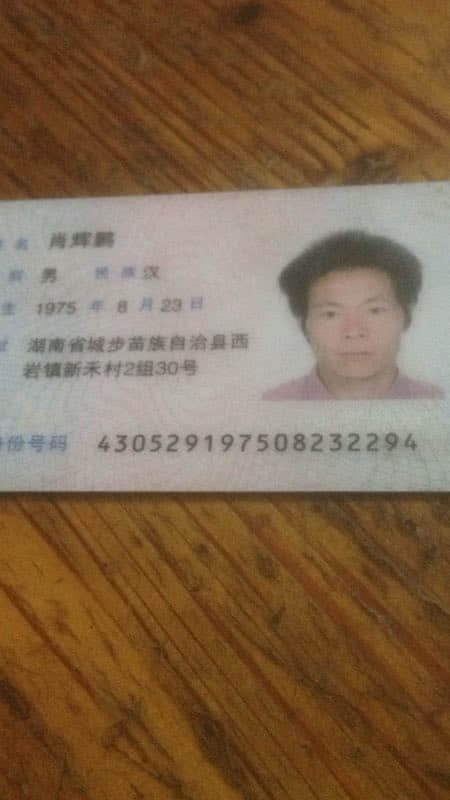 名 肖辉鹏
别 男 民族 汉
生 1975 年 8 月 23 日
址 湖南省城步苗族自治县西
岩镇新禾村2组30号
份号码 430529197508232294